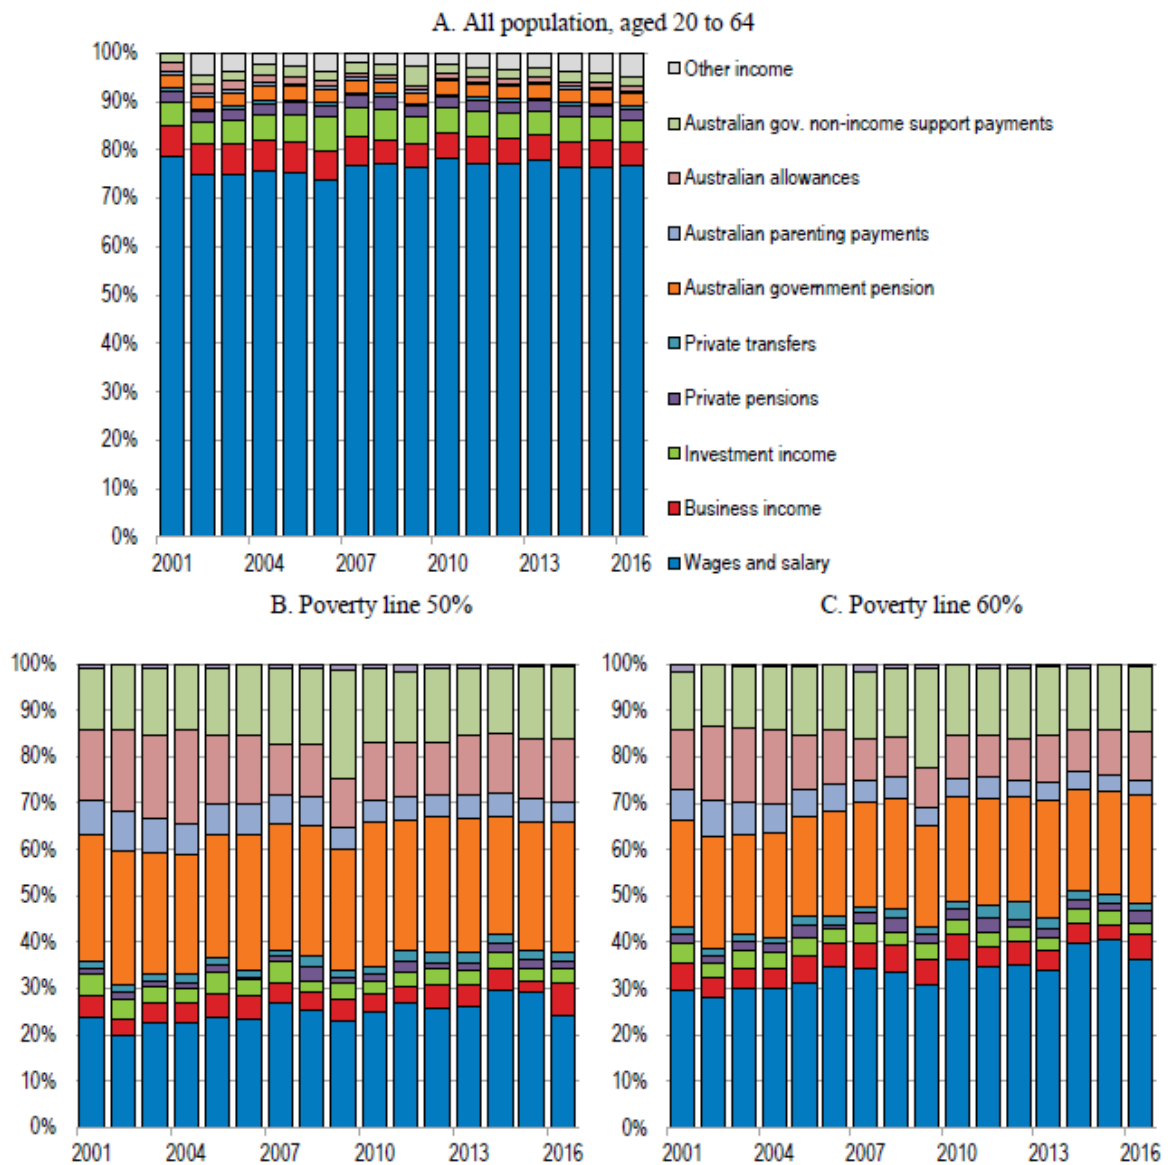 A. All population, aged 20 to 64
100%
90%
80%
70%
60%
50%
40%
30%
20%
10%
0%
2001 2004 2007 2010 2013 2016
Other income
Australian gov. non-income support payments
Australian allowances
Australian parenting payments
Australian government pension
Private transfers
Private pensions
Investment income
Business income
Wages and salary
B. Poverty line 50%
100%
90%
80%
70%
60%
50%
40%
30%
20%
10%
0%
2001 2004 2007 2010 2013 2016
C. Poverty line 60%
100%
90%
80%
70%
60%
50%
40%
30%
20%
10%
0%
2001 2004 2007 2010 2013 2016